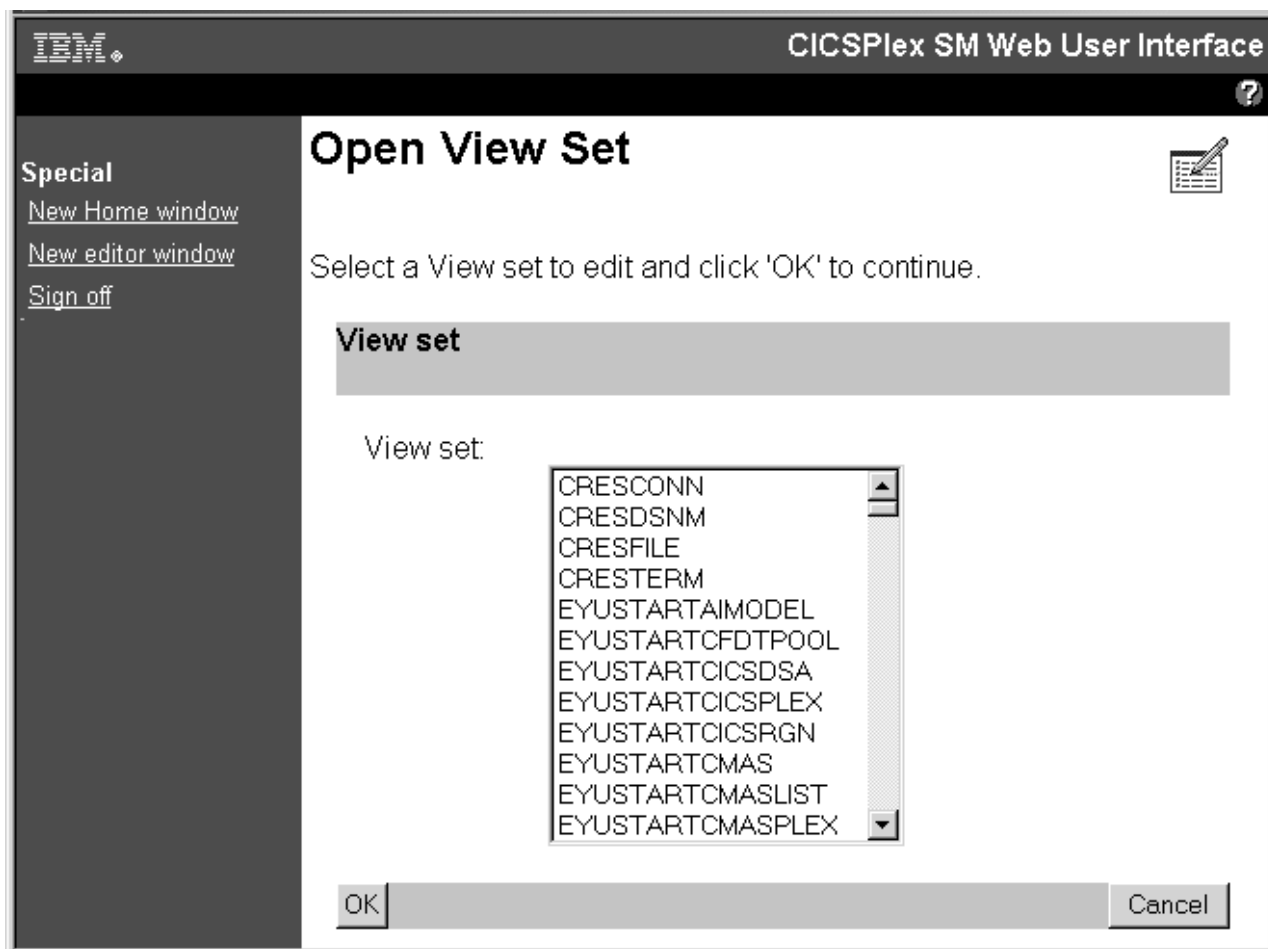 IBM.
CICSPlex SM Web User Interface
?
Special
New Home window
New editor window
Sign off
Open View Set
Select a View set to edit and click 'OK' to continue.
View set
View set:
CRESCONN
CRESDSNM
CRESFILE
CRESTERM
EYUSTARTAIMODEL
EYUSTARTCFDTPOOL
EYUSTARTCICSDSA
EYUSTARTCICSPLEX
EYUSTARTCICSRGN
EYUSTARTCMAS
EYUSTARTCMASLIST
EYUSTARTCMASPLEX
OK
Cancel